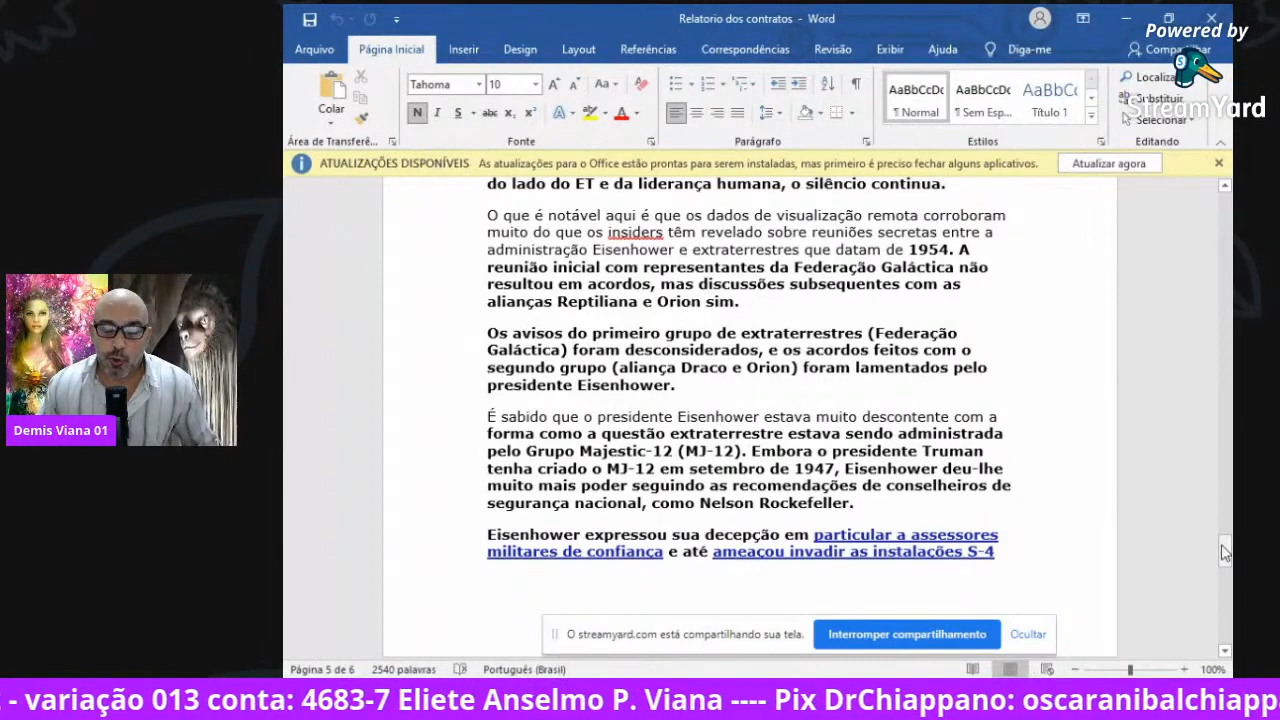 Relatorio dos contratos - Word
Powered by
StreamYard
Arquivo Página Inicial Inserir Design Layout Referências Correspondências Revisão Exibir Ajuda Diga-me
Tahoma 10 Aa
AaBbCcDc AaBbCcDc AaBbCc
Colar
N I S abc x₂ x²
¶ Normal ¶ Sem Esp... Título 1
Substituir
Selecionar
Área de Transferê... Fonte Parágrafo Estilos Editando
ATUALIZAÇÕES DISPONÍVEIS As atualizações para o Office estão prontas para serem instaladas, mas primeiro é preciso fechar alguns aplicativos. Atualizar agora
do lado do ET e da liderança humana, o silêncio continua.
O que é notável aqui é que os dados de visualização remota corroboram
muito do que os insiders têm revelado sobre reuniões secretas entre a
administração Eisenhower e extraterrestres que datam de 1954. A
reunião inicial com representantes da Federação Galáctica não
resultou em acordos, mas discussões subsequentes com as
alianças Reptiliana e Orion sim.
Os avisos do primeiro grupo de extraterrestres (Federação
Galáctica) foram desconsiderados, e os acordos feitos com o
segundo grupo (aliança Draco e Orion) foram lamentados pelo
presidente Eisenhower.
É sabido que o presidente Eisenhower estava muito descontente com a
forma como a questão extraterrestre estava sendo administrada
pelo Grupo Majestic-12 (MJ-12). Embora o presidente Truman
tenha criado o MJ-12 em setembro de 1947, Eisenhower deu-lhe
muito mais poder seguindo as recomendações de conselheiros de
segurança nacional, como Nelson Rockefeller.
Eisenhower expressou sua decepção em particular a assessores
militares de confiança e até ameaçou invadir as instalações S-4
Demis Viana 01
O streamyard.com está compartilhando sua tela. Interromper compartilhamento Ocultar
Página 5 de 6 2540 palavras Português (Brasil) 100%
- variação 013 conta: 4683-7 Eliete Anselmo P. Viana ---- Pix DrChiappano: oscaranibalchiapp